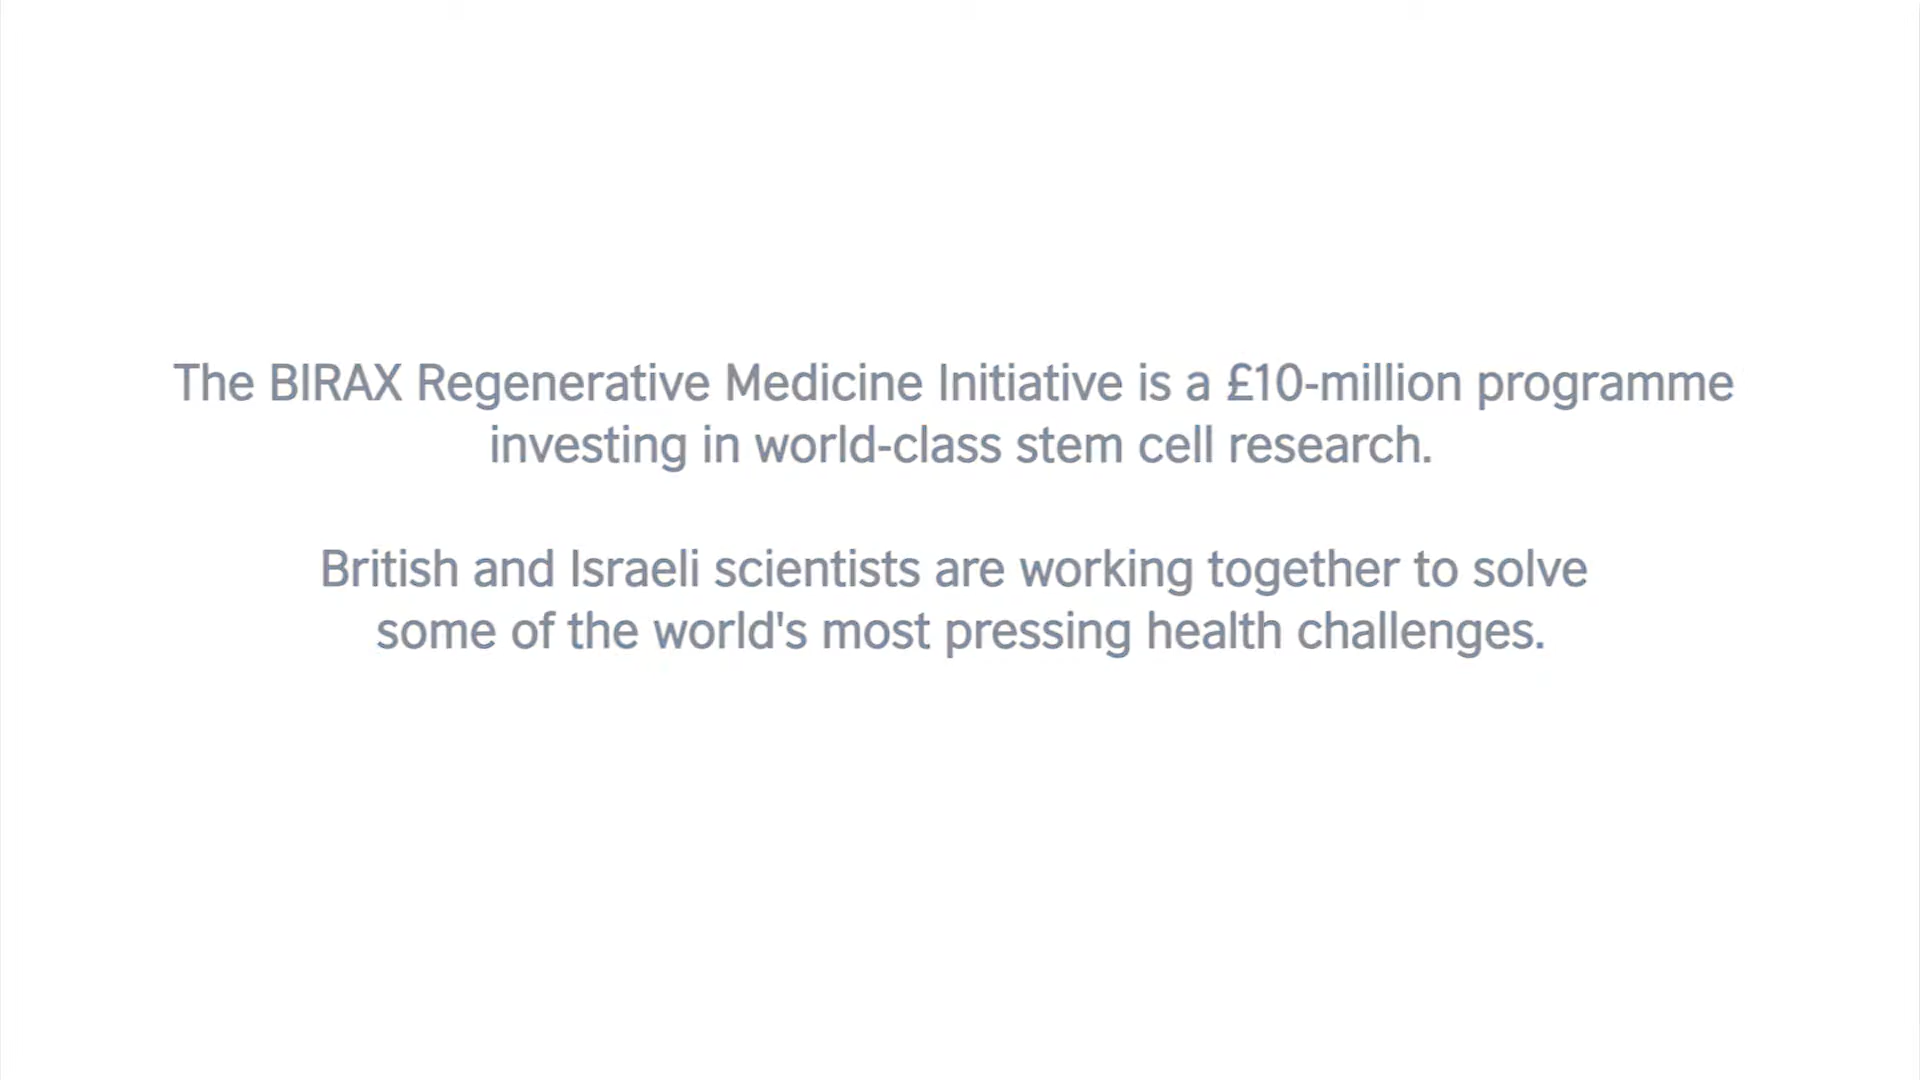 The BIRAX Regenerative Medicine Initiative is a £10-million programme
investing in world-class stem cell research.
British and Israeli scientists are working together to solve
some of the world's most pressing health challenges.